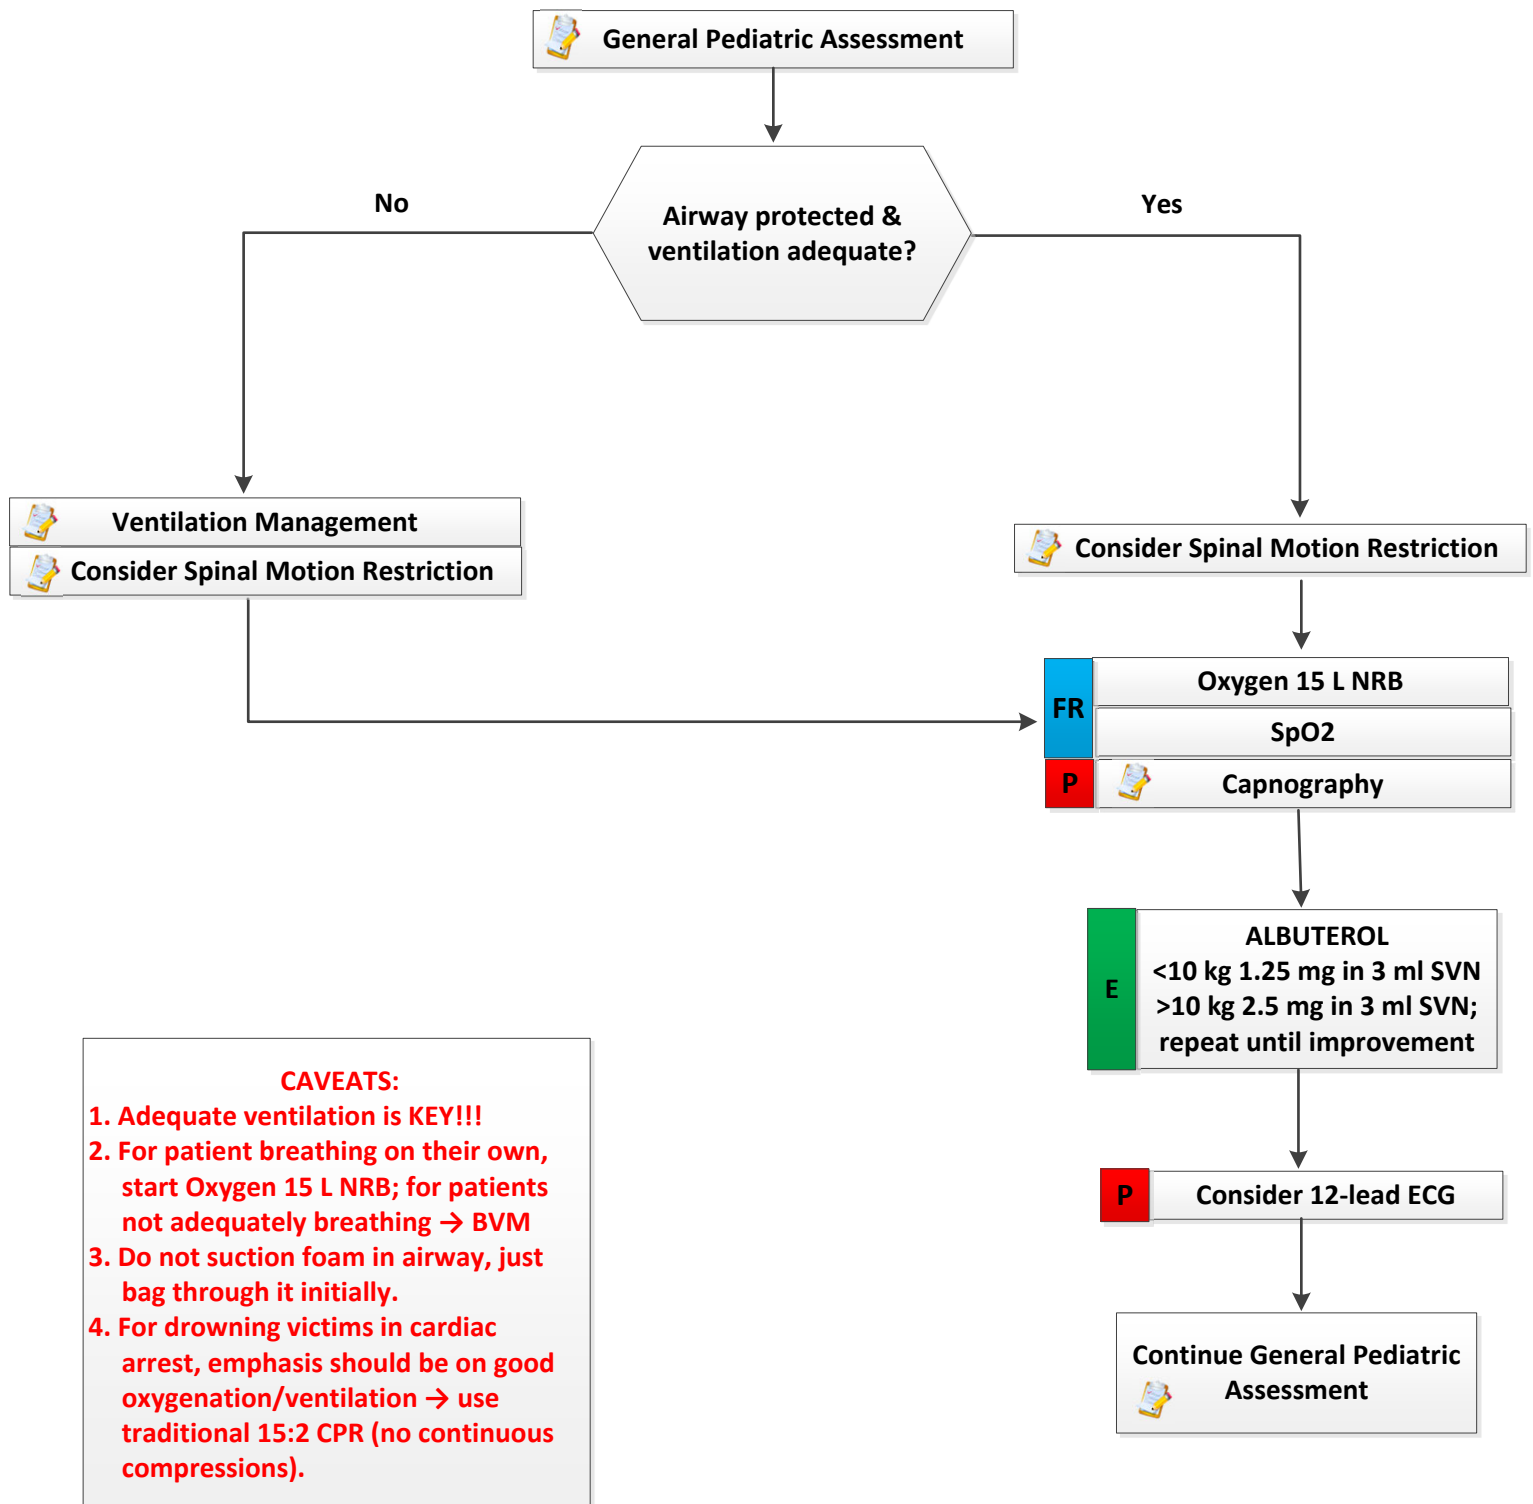 General Pediatric Assessment
Airway protected &
ventilation adequate?
No
Yes
Ventilation Management
Consider Spinal Motion Restriction
Consider Spinal Motion Restriction
FR
Oxygen 15 L NRB
SpO2
P
Capnography
E
ALBUTEROL
<10 kg 1.25 mg in 3 ml SVN
>10 kg 2.5 mg in 3 ml SVN;
repeat until improvement
P
Consider 12-lead ECG
Continue General Pediatric
Assessment
CAVEATS:
1. Adequate ventilation is KEY!!!
2. For patient breathing on their own,
start Oxygen 15 L NRB; for patients
not adequately breathing → BVM
3. Do not suction foam in airway, just
bag through it initially.
4. For drowning victims in cardiac
arrest, emphasis should be on good
oxygenation/ventilation → use
traditional 15:2 CPR (no continuous
compressions).